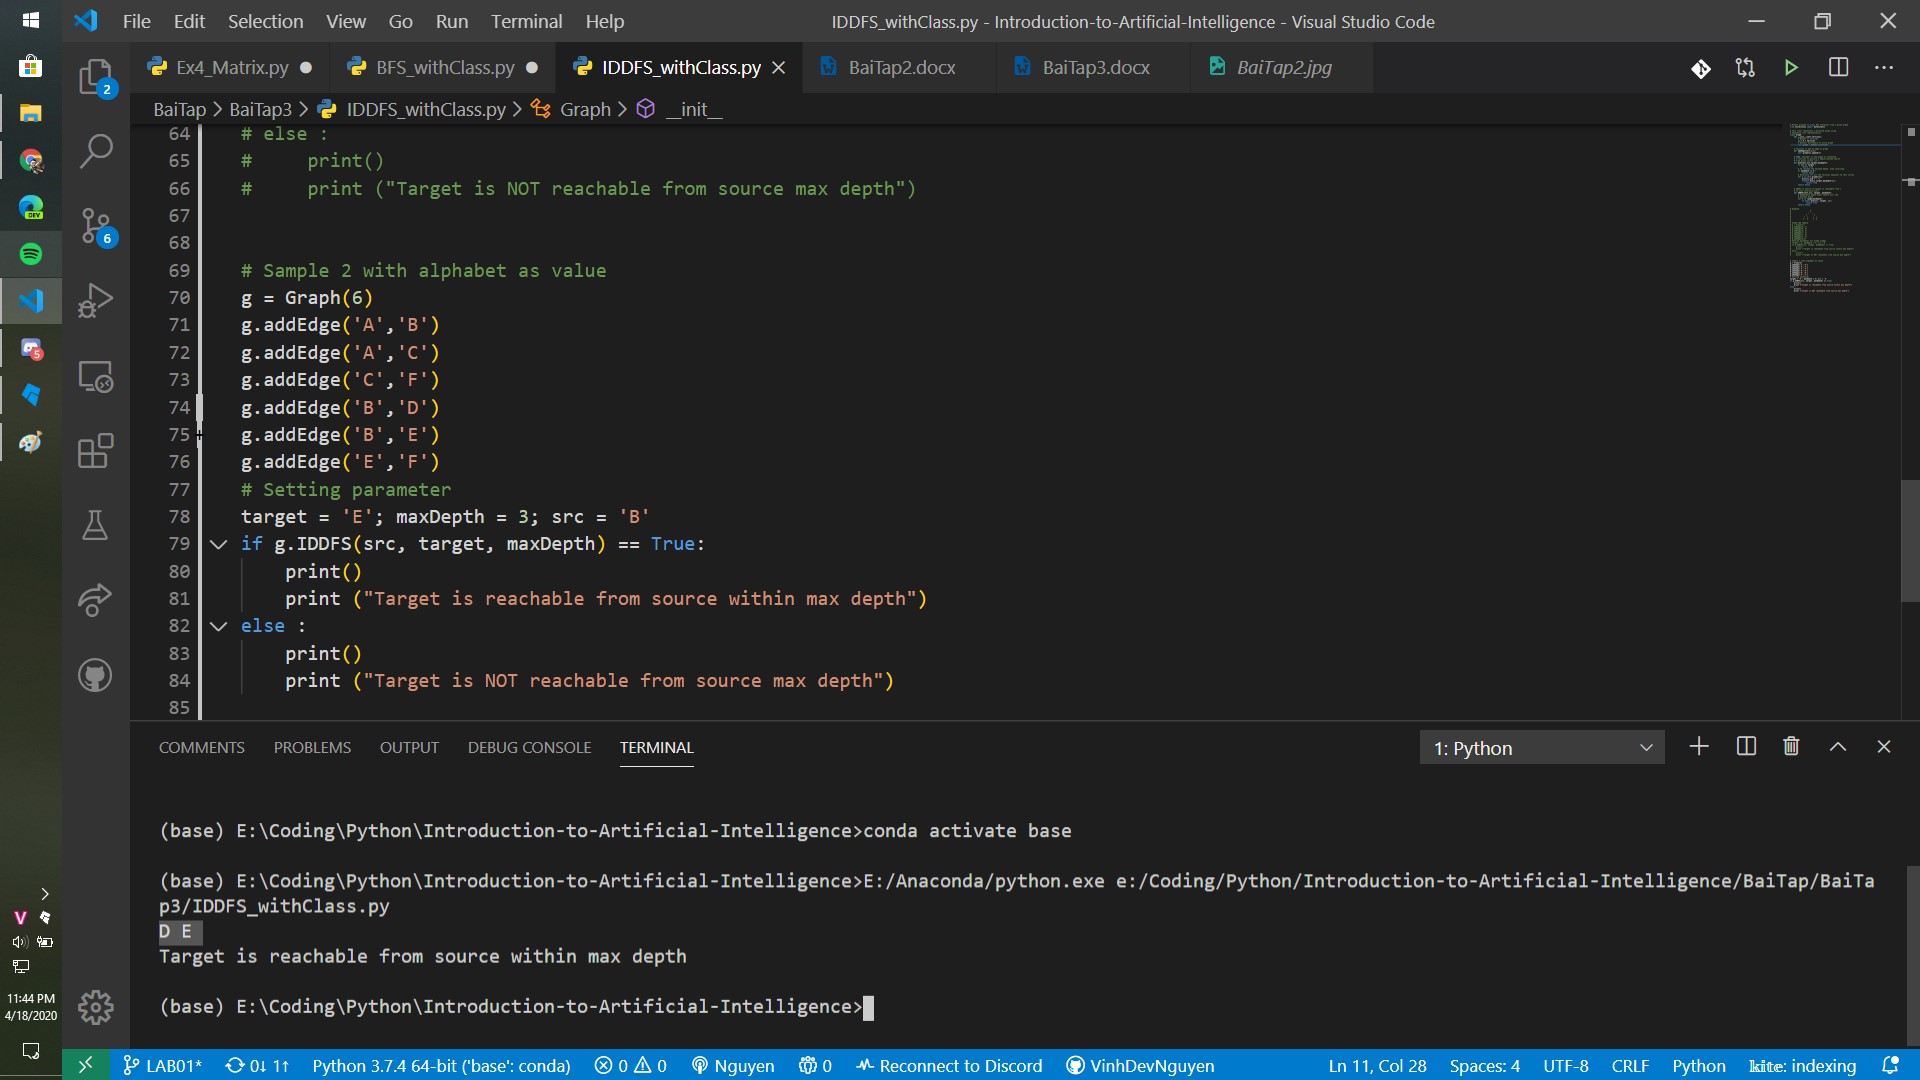 File Edit Selection View Go Run Terminal Help
IDDFS_withClass.py - Introduction-to-Artificial-Intelligence - Visual Studio Code
Ex4_Matrix.py BFS_withClass.py IDDFS_withClass.py BaiTap2.docx BaiTap3.docx BaiTap2.jpg
BaiTap > BaiTap3 > IDDFS_withClass.py > Graph > __init__
64 # else :
65 #     print()
66 #     print ("Target is NOT reachable from source max depth")
67
68
69 # Sample 2 with alphabet as value
70 g = Graph(6)
71 g.addEdge('A','B')
72 g.addEdge('A','C')
73 g.addEdge('C','F')
74 g.addEdge('B','D')
75 g.addEdge('B','E')
76 g.addEdge('E','F')
77 # Setting parameter
78 target = 'E'; maxDepth = 3; src = 'B'
79 if g.IDDFS(src, target, maxDepth) == True:
80     print()
81     print ("Target is reachable from source within max depth")
82 else :
83     print()
84     print ("Target is NOT reachable from source max depth")
85
2
6
DEV
5
COMMENTS PROBLEMS OUTPUT DEBUG CONSOLE TERMINAL
1: Python
(base) E:\Coding\Python\Introduction-to-Artificial-Intelligence>conda activate base
(base) E:\Coding\Python\Introduction-to-Artificial-Intelligence>E:/Anaconda/python.exe e:/Coding/Python/Introduction-to-Artificial-Intelligence/BaiTap/BaiTa
p3/IDDFS_withClass.py
D E
Target is reachable from source within max depth
(base) E:\Coding\Python\Introduction-to-Artificial-Intelligence>
11:44 PM
4/18/2020
LAB01* 0↓ 1↑ Python 3.7.4 64-bit ('base': conda) 0 0 Nguyen 0 Reconnect to Discord VinhDevNguyen Ln 11, Col 28 Spaces: 4 UTF-8 CRLF Python kite: indexing